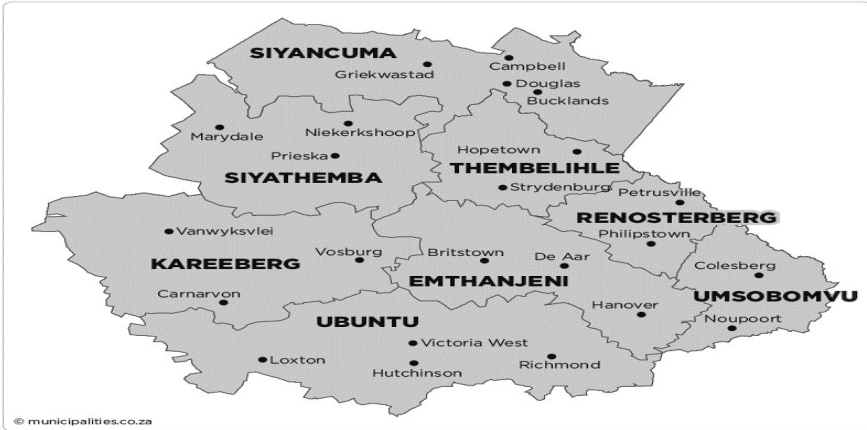 SIYANCUMA
Griekwastad
Campbell
Douglas
Bucklands
Marydale
Niekerkshoop
Prieska
SIYATHEMBA
Hopetown
THEMBELIHLE
Strydenburg
Petrusville
RENOSTERBERG
Philipstown
Vanwyksvlei
Vosburg
KAREEBERG
Carnarvon
Britstown
De Aar
EMTHANJENI
Hanover
Colesberg
UMSOBOMVU
Noupoort
UBUNTU
Victoria West
Loxton
Hutchinson
Richmond
© municipalities.co.za